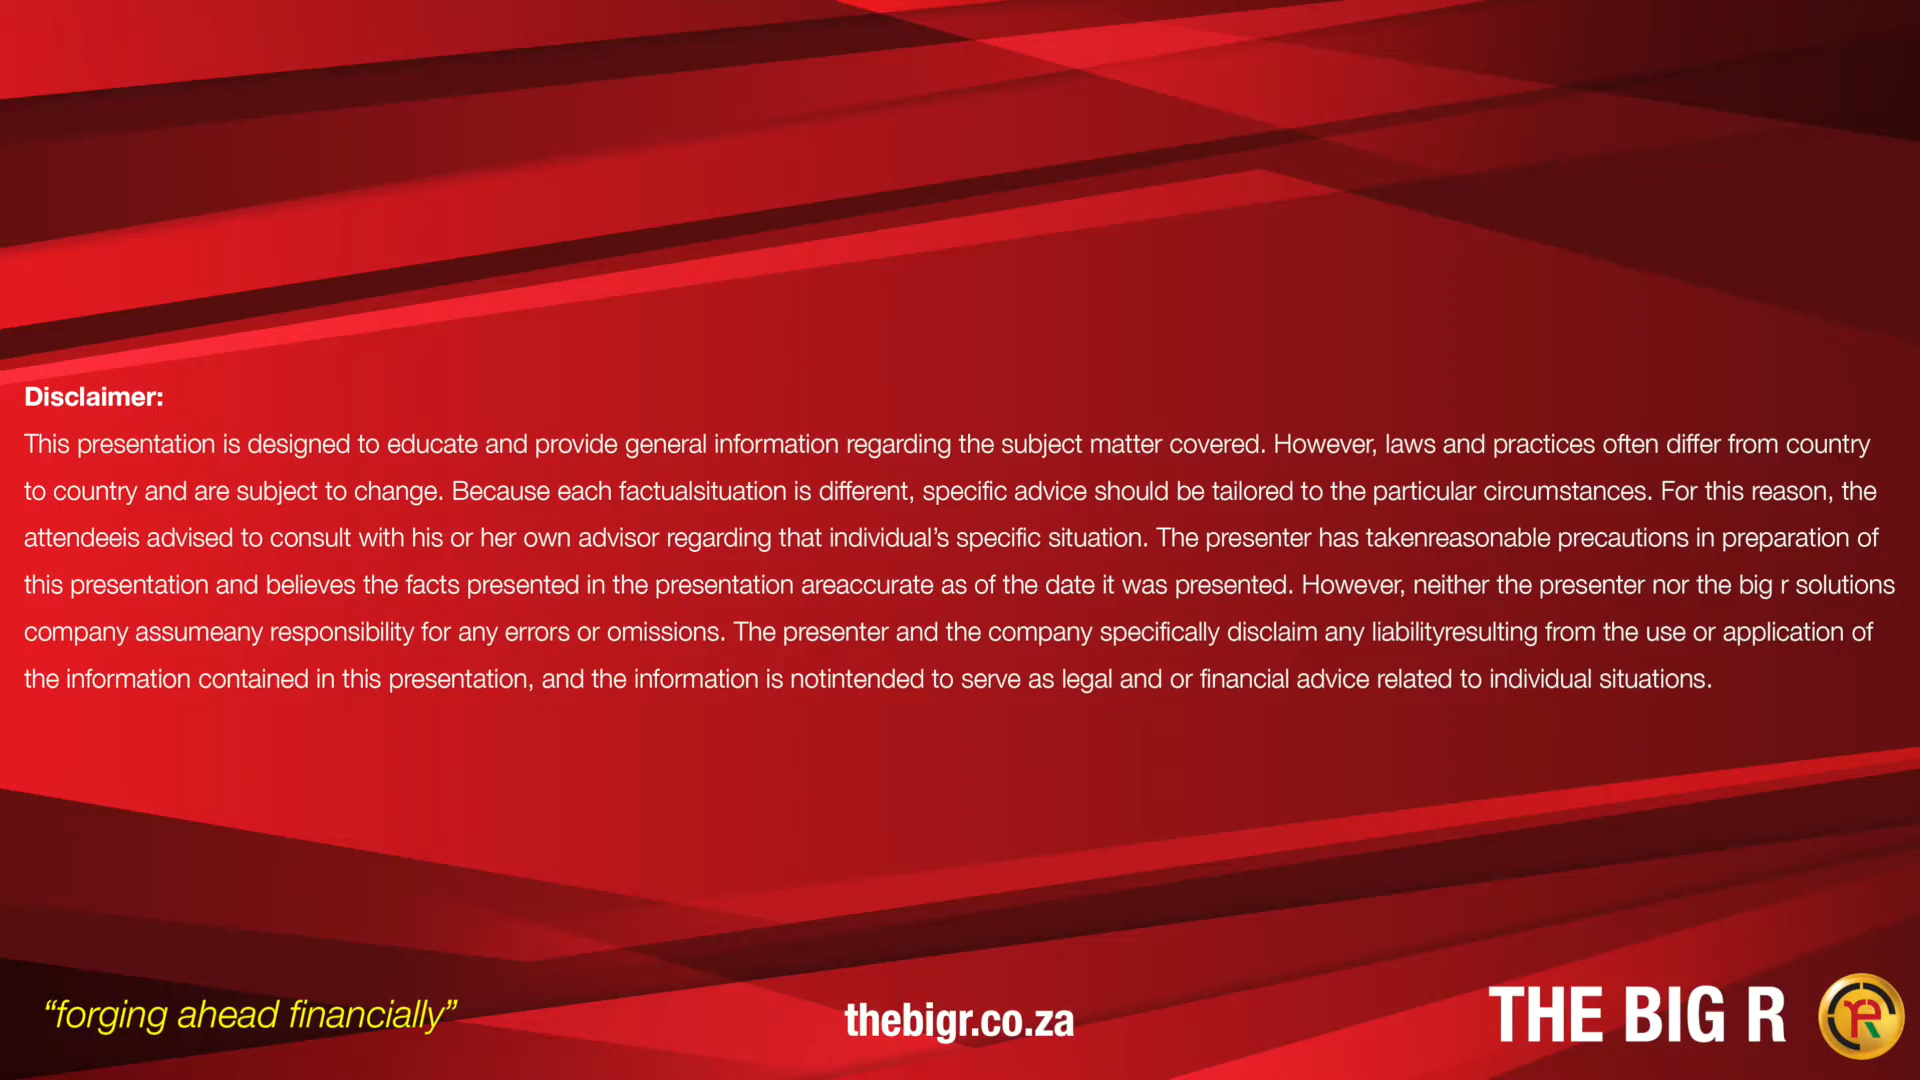 Disclaimer:
This presentation is designed to educate and provide general information regarding the subject matter covered. However, laws and practices often differ from country
to country and are subject to change. Because each factualsituation is different, specific advice should be tailored to the particular circumstances. For this reason, the
attendeeis advised to consult with his or her own advisor regarding that individual’s specific situation. The presenter has takenreasonable precautions in preparation of
this presentation and believes the facts presented in the presentation areaccurate as of the date it was presented. However, neither the presenter nor the big r solutions
company assumeany responsibility for any errors or omissions. The presenter and the company specifically disclaim any liabilityresulting from the use or application of
the information contained in this presentation, and the information is notintended to serve as legal and or financial advice related to individual situations.
“forging ahead financially”
thebigr.co.za
THE BIG R